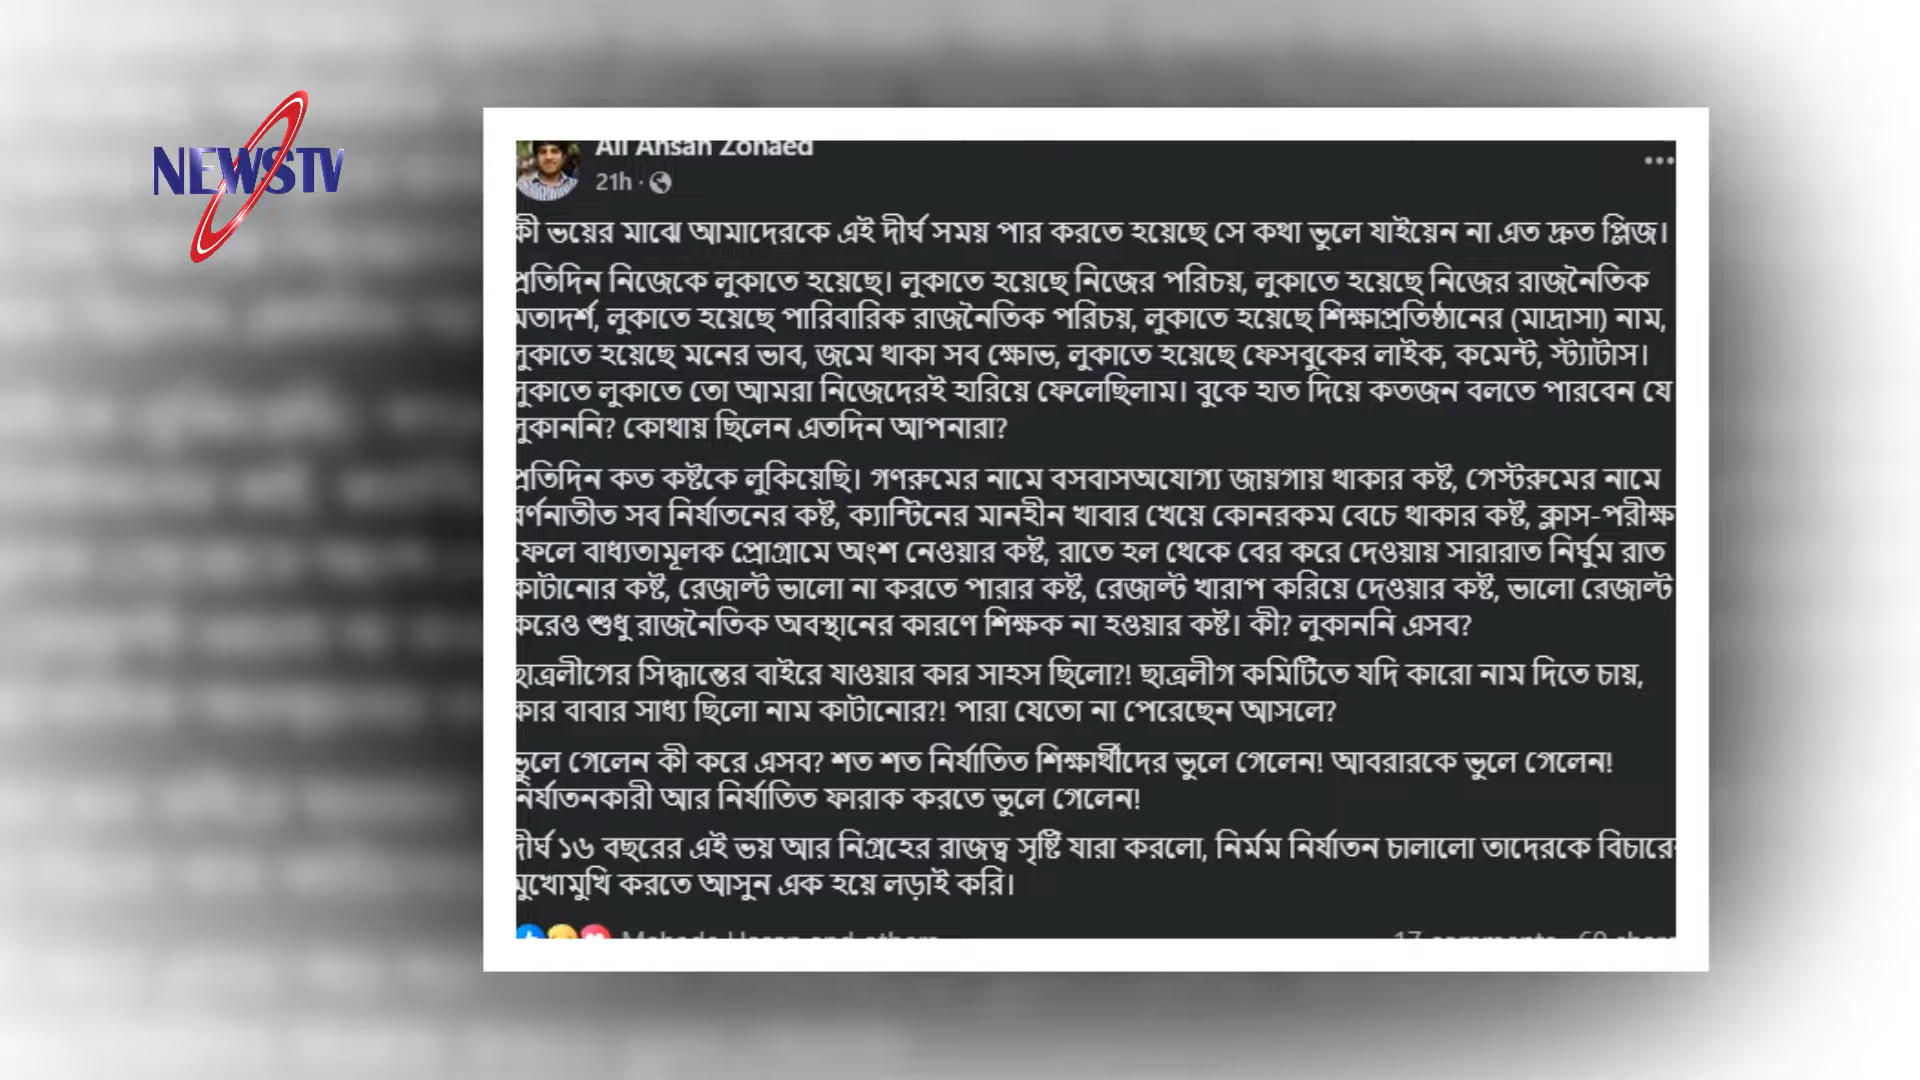 NEWSTV
Ali Ahsan Zonaed
21h
কী ভয়ের মাঝে আমাদেরকে এই দীর্ঘ সময় পার করতে হয়েছে সে কথা ভুলে যাইয়েন না এত দ্রুত প্লিজ।
প্রতিদিন নিজেকে লুকাতে হয়েছে। লুকাতে হয়েছে নিজের পরিচয়, লুকাতে হয়েছে নিজের রাজনৈতিক
মতাদর্শ, লুকাতে হয়েছে পারিবারিক রাজনৈতিক পরিচয়, লুকাতে হয়েছে শিক্ষাপ্রতিষ্ঠানের (মাদ্রাসা) নাম,
লুকাতে হয়েছে মনের ভাব, জমে থাকা সব ক্ষোভ, লুকাতে হয়েছে ফেসবুকের লাইক, কমেন্ট, স্ট্যাটাস।
লুকাতে লুকাতে তো আমরা নিজেদেরই হারিয়ে ফেলেছিলাম। বুকে হাত দিয়ে কতজন বলতে পারবেন যে
লুকাননি? কোথায় ছিলেন এতদিন আপনারা?
প্রতিদিন কত কষ্টকে লুকিয়েছি। গণরুমের নামে বসবাসঅযোগ্য জায়গায় থাকার কষ্ট, গেস্টরুমের নামে
বর্ণনাতীত সব নির্যাতনের কষ্ট, ক্যান্টিনের মানহীন খাবার খেয়ে কোনরকম বেচে থাকার কষ্ট, ক্লাস-পরীক্ষ
ফেলে বাধ্যতামূলক প্রোগ্রামে অংশ নেওয়ার কষ্ট, রাতে হল থেকে বের করে দেওয়ায় সারারাত নির্ঘুম রাত
কাটানোর কষ্ট, রেজাল্ট ভালো না করতে পারার কষ্ট, রেজাল্ট খারাপ করিয়ে দেওয়ার কষ্ট, ভালো রেজাল্ট
করেও শুধু রাজনৈতিক অবস্থানের কারণে শিক্ষক না হওয়ার কষ্ট। কী? লুকাননি এসব?
ছাত্রলীগের সিদ্ধান্তের বাইরে যাওয়ার কার সাহস ছিলো?! ছাত্রলীগ কমিটিতে যদি কারো নাম দিতে চায়,
কার বাবার সাধ্য ছিলো নাম কাটানোর?! পারা যেতো না পেরেছেন আসলে?
ভুলে গেলেন কী করে এসব? শত শত নির্যাতিত শিক্ষার্থীদের ভুলে গেলেন! আবরারকে ভুলে গেলেন!
নির্যাতনকারী আর নির্যাতিত ফারাক করতে ভুলে গেলেন!
দীর্ঘ ১৬ বছরের এই ভয় আর নিগ্রহের রাজত্ব সৃষ্টি যারা করলো, নির্মম নির্যাতন চালালো তাদেরকে বিচারে
মুখোমুখি করতে আসুন এক হয়ে লড়াই করি।